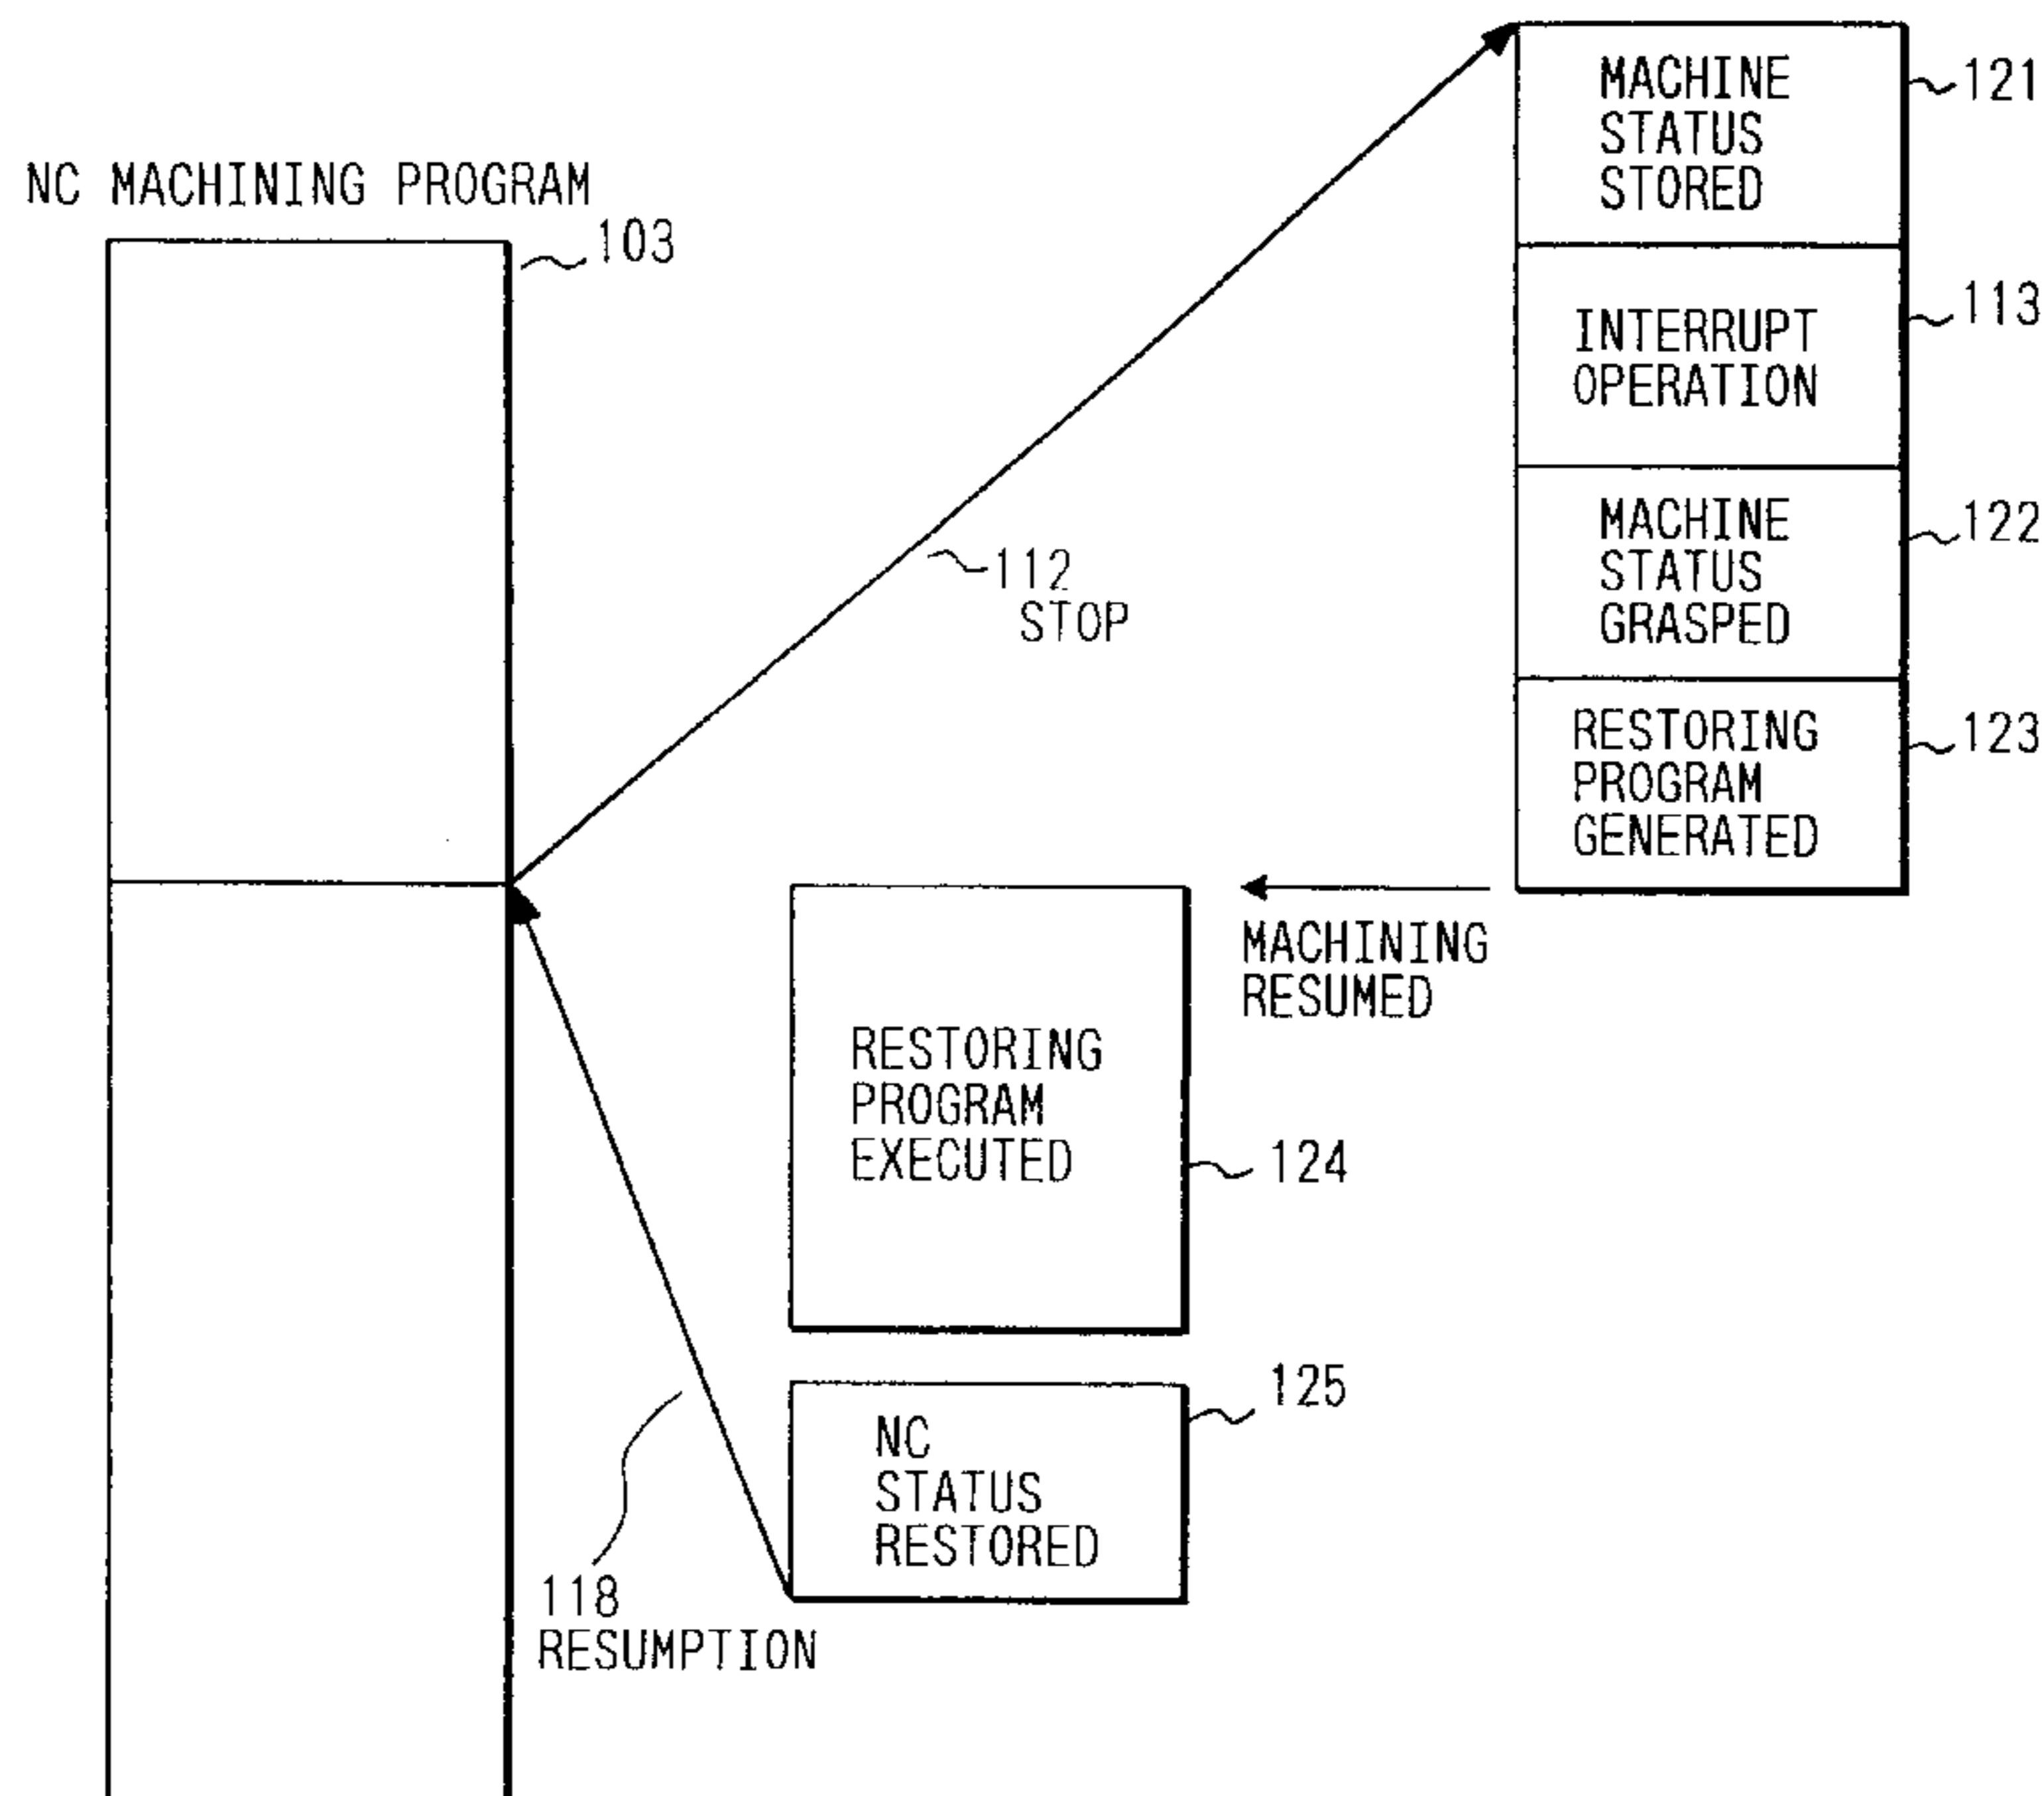 NC MACHINING PROGRAM
103
MACHINE
STATUS
STORED
121
INTERRUPT
OPERATION
113
MACHINE
STATUS
GRASPED
122
RESTORING
PROGRAM
GENERATED
123
112
STOP
MACHINING
RESUMED
RESTORING
PROGRAM
EXECUTED
124
NC
STATUS
RESTORED
125
118
RESUMPTION